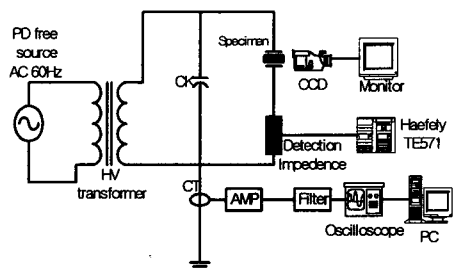 PD free
source
AC 60Hz
HV
transformer
CK
Specimen
CCD
Monitor
Detection
Impedence
Haefely
TE571
CT
AMP
Filter
Oscilloscope
PC